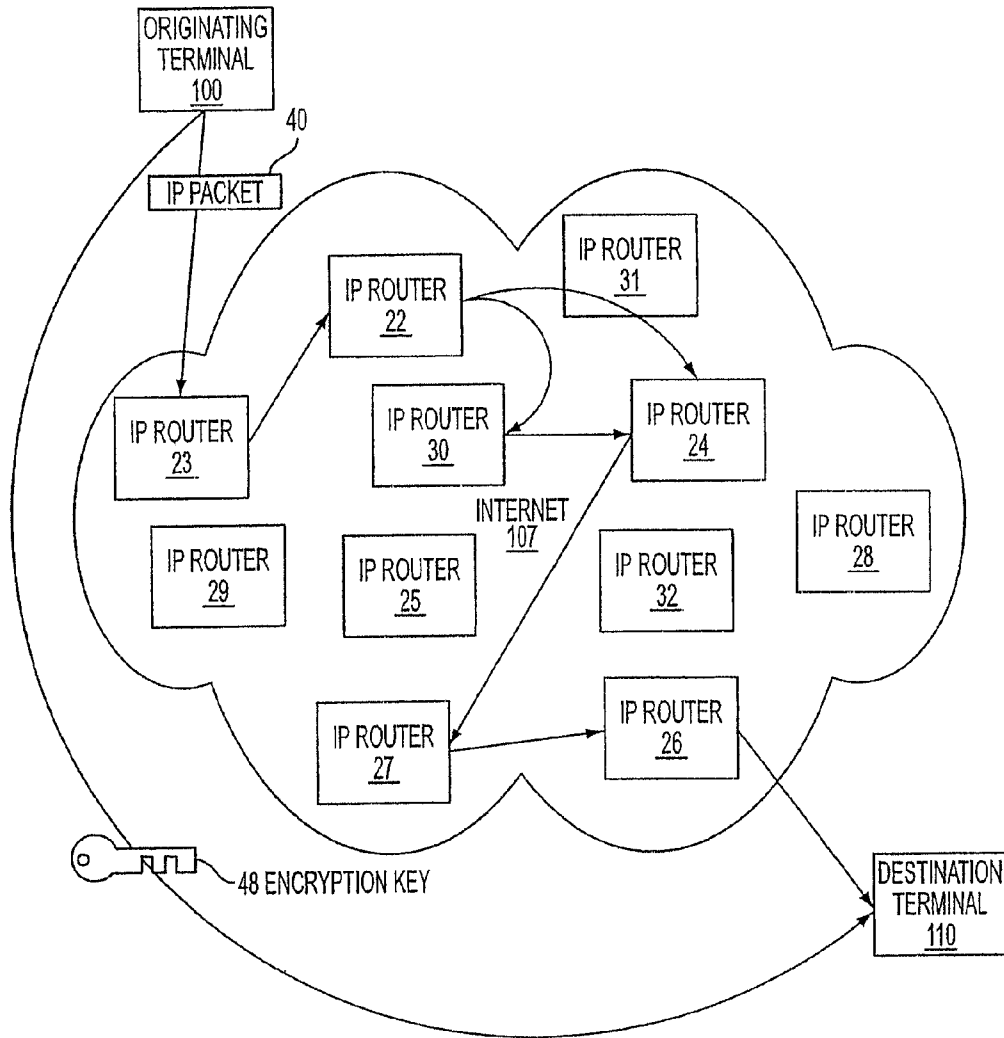 ORIGINATING
TERMINAL
100
40
IP PACKET
IP ROUTER
31
IP ROUTER
22
IP ROUTER
23
IP ROUTER
30
IP ROUTER
24
INTERNET
107
IP ROUTER
28
IP ROUTER
29
IP ROUTER
25
IP ROUTER
32
IP ROUTER
27
IP ROUTER
26
48 ENCRYPTION KEY
DESTINATION
TERMINAL
110